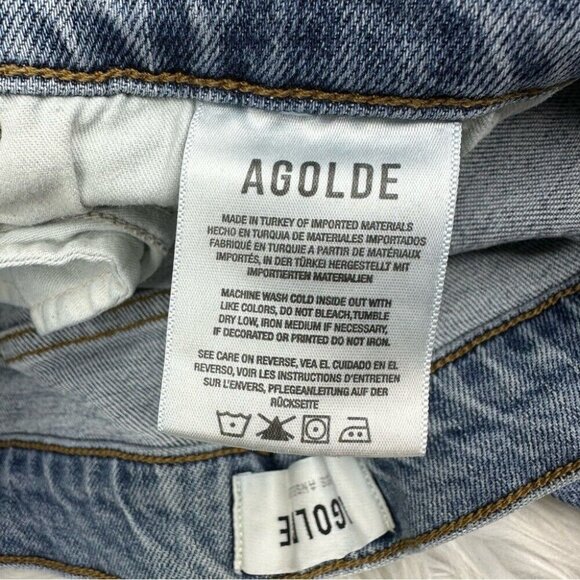 AGOLDE
MADE IN TURKEY OF IMPORTED MATERIALS
HECHO EN TURQUIA DE MATERIALES IMPORTADOS
FABRIQUÉ EN TURQUIE A PARTIR DE MATÉRIAUX
IMPORTÉS, IN DER TÜRKEI HERGESTELLT MIT
IMPORTIERTEN MATERIALIEN
MACHINE WASH COLD INSIDE OUT WITH
LIKE COLORS, DO NOT BLEACH,TUMBLE
DRY LOW, IRON MEDIUM IF NECESSARY,
IF DECORATED OR PRINTED DO NOT IRON.
SEE CARE ON REVERSE, VEA EL CUIDADO EN EL
REVERSO, VOIR LES INSTRUCTIONS D'ENTRETIEN
SUR L'ENVERS, PFLEGEANLEITUNG AUF DER
RÜCKSEITE
AGOLDE